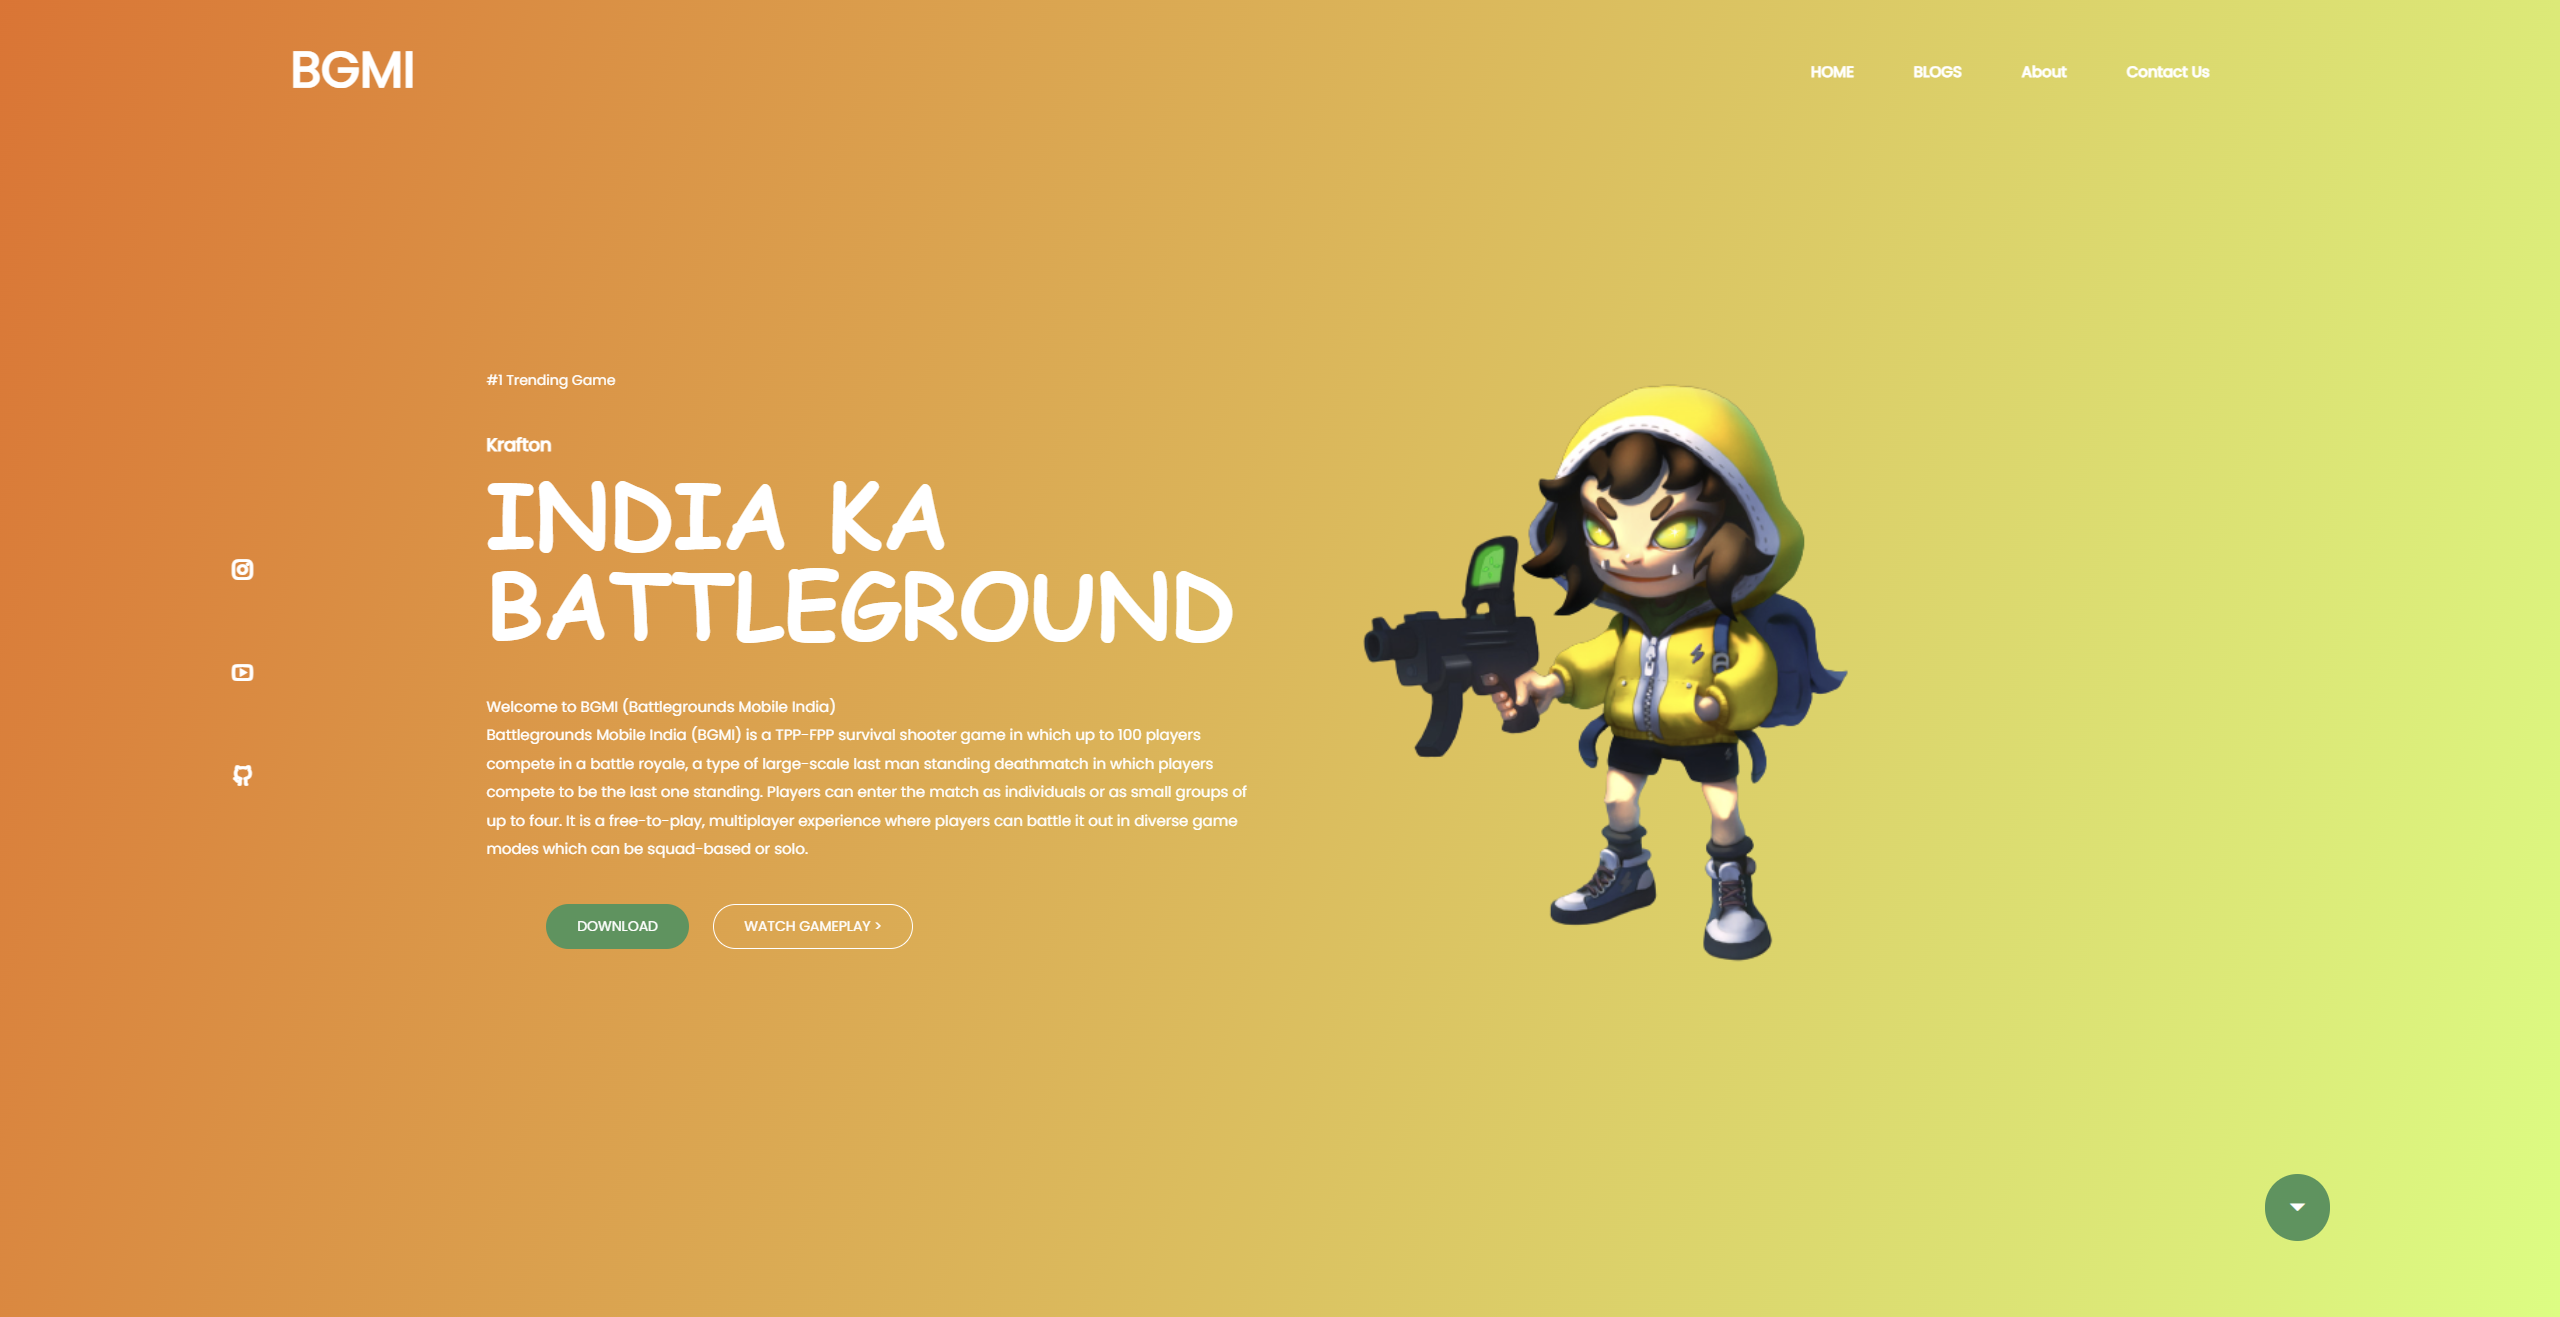 BGMI
HOME
BLOGS
About
Contact Us
#1 Trending Game
Krafton
INDIA KA
BATTLEGROUND
Welcome to BGMI (Battlegrounds Mobile India)
Battlegrounds Mobile India (BGMI) is a TPP-FPP survival shooter game in which up to 100 players
compete in a battle royale, a type of large-scale last man standing deathmatch in which players
compete to be the last one standing. Players can enter the match as individuals or as small groups of
up to four. It is a free-to-play, multiplayer experience where players can battle it out in diverse game
modes which can be squad-based or solo.
DOWNLOAD
WATCH GAMEPLAY >